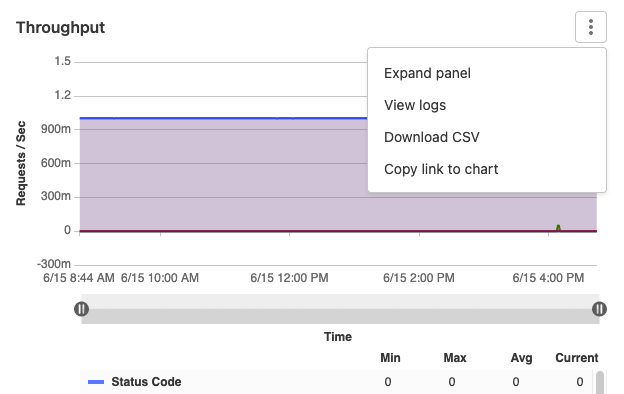 Throughput
Expand panel
View logs
Download CSV
Copy link to chart
Requests / Sec
1.5
1.2
900m
600m
300m
0
-300m
6/15 8:44 AM 6/15 10:00 AM 6/15 12:00 PM 6/15 2:00 PM 6/15 4:00 PM
Time
Min Max Avg Current
Status Code 0 0 0 0